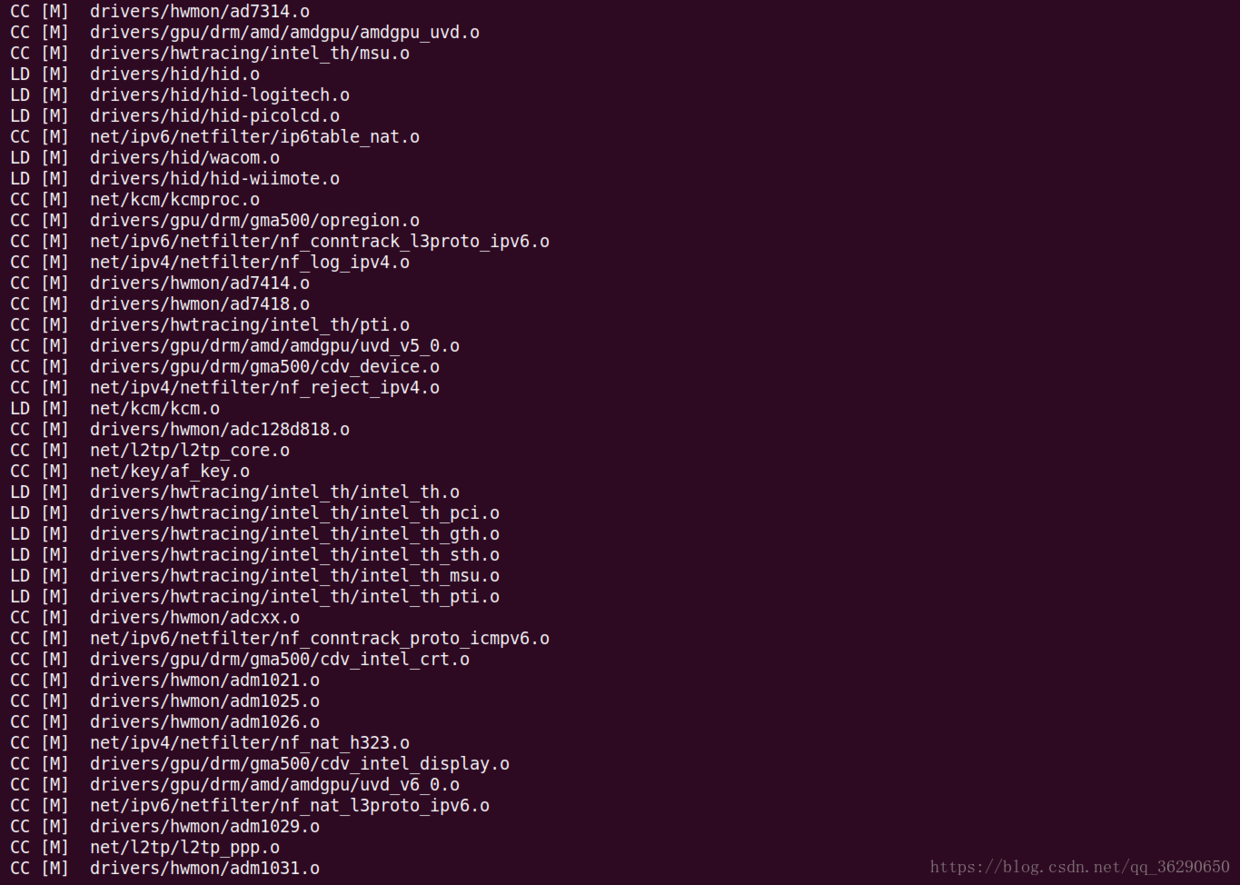 CC [M]  drivers/hwmon/ad7314.o
CC [M]  drivers/gpu/drm/amd/amdgpu/amdgpu_uvd.o
CC [M]  drivers/hwtracing/intel_th/msu.o
LD [M]  drivers/hid/hid.o
LD [M]  drivers/hid/hid-logitech.o
LD [M]  drivers/hid/hid-picolcd.o
CC [M]  net/ipv6/netfilter/ip6table_nat.o
LD [M]  drivers/hid/wacom.o
LD [M]  drivers/hid/hid-wiimote.o
CC [M]  net/kcm/kcmproc.o
CC [M]  drivers/gpu/drm/gma500/opregion.o
CC [M]  net/ipv6/netfilter/nf_conntrack_l3proto_ipv6.o
CC [M]  net/ipv4/netfilter/nf_log_ipv4.o
CC [M]  drivers/hwmon/ad7414.o
CC [M]  drivers/hwmon/ad7418.o
CC [M]  drivers/hwtracing/intel_th/pti.o
CC [M]  drivers/gpu/drm/amd/amdgpu/uvd_v5_0.o
CC [M]  drivers/gpu/drm/gma500/cdv_device.o
CC [M]  net/ipv4/netfilter/nf_reject_ipv4.o
LD [M]  net/kcm/kcm.o
CC [M]  drivers/hwmon/adc128d818.o
CC [M]  net/l2tp/l2tp_core.o
CC [M]  net/key/af_key.o
LD [M]  drivers/hwtracing/intel_th/intel_th.o
LD [M]  drivers/hwtracing/intel_th/intel_th_pci.o
LD [M]  drivers/hwtracing/intel_th/intel_th_gth.o
LD [M]  drivers/hwtracing/intel_th/intel_th_sth.o
LD [M]  drivers/hwtracing/intel_th/intel_th_msu.o
LD [M]  drivers/hwtracing/intel_th/intel_th_pti.o
CC [M]  drivers/hwmon/adcxx.o
CC [M]  net/ipv6/netfilter/nf_conntrack_proto_icmpv6.o
CC [M]  drivers/gpu/drm/gma500/cdv_intel_crt.o
CC [M]  drivers/hwmon/adm1021.o
CC [M]  drivers/hwmon/adm1025.o
CC [M]  drivers/hwmon/adm1026.o
CC [M]  net/ipv4/netfilter/nf_nat_h323.o
CC [M]  drivers/gpu/drm/gma500/cdv_intel_display.o
CC [M]  drivers/gpu/drm/amd/amdgpu/uvd_v6_0.o
CC [M]  net/ipv6/netfilter/nf_nat_l3proto_ipv6.o
CC [M]  drivers/hwmon/adm1029.o
CC [M]  net/l2tp/l2tp_ppp.o
CC [M]  drivers/hwmon/adm1031.o
https://blog.csdn.net/qq_36290650